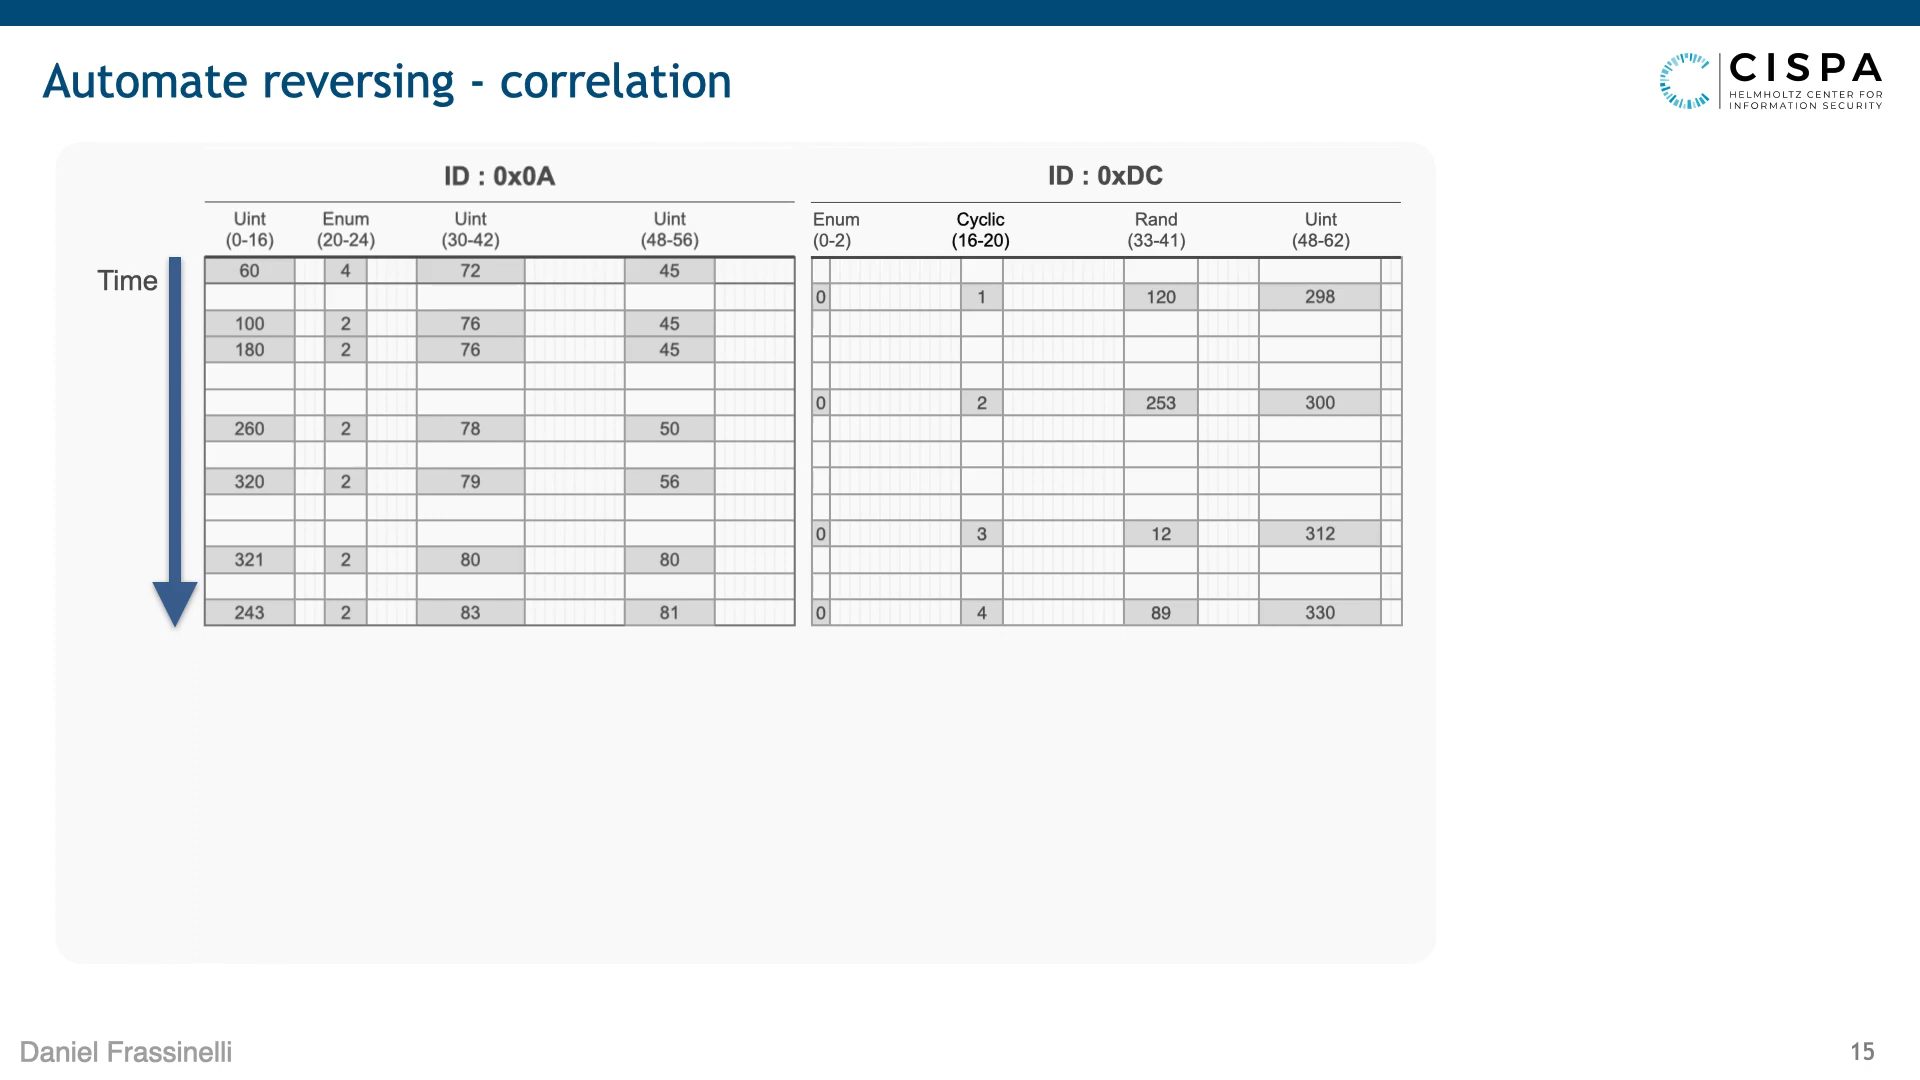 Automate reversing - correlation
CISPA
HELMHOLTZ CENTER FOR
INFORMATION SECURITY
ID : 0x0A
ID : 0xDC
Uint Enum Uint Uint Enum Cyclic Rand Uint
(0-16) (20-24) (30-42) (48-56) (0-2) (16-20) (33-41) (48-62)
Time
60 4 72 45
0 1 120 298
100 2 76 45
180 2 76 45
0 2 253 300
260 2 78 50
320 2 79 56
0 3 12 312
321 2 80 80
243 2 83 81 0 4 89 330
Daniel Frassinelli
15